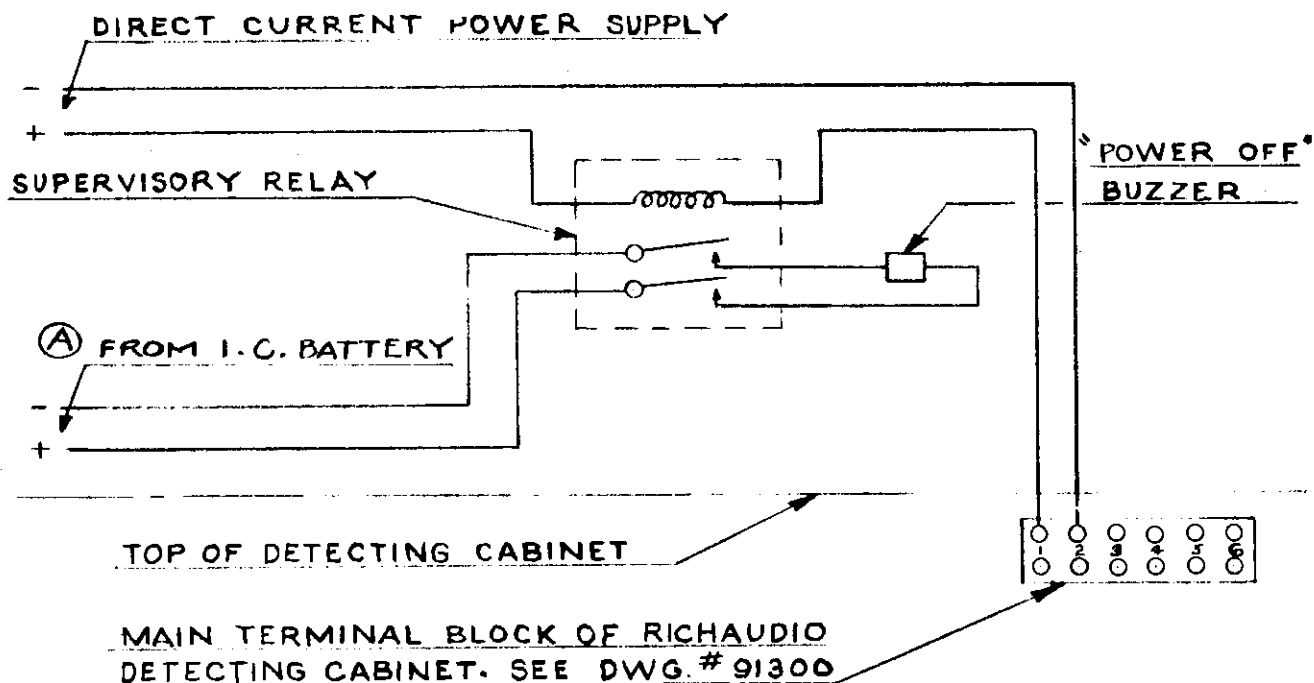 DIRECT CURRENT POWER SUPPLY
-
+
SUPERVISORY RELAY
"POWER OFF"
BUZZER
Ⓐ FROM I.C. BATTERY
-
+
TOP OF DETECTING CABINET
1 2 3 4 5 6
MAIN TERMINAL BLOCK OF RICHAUDIO
DETECTING CABINET. SEE DWG. # 91300